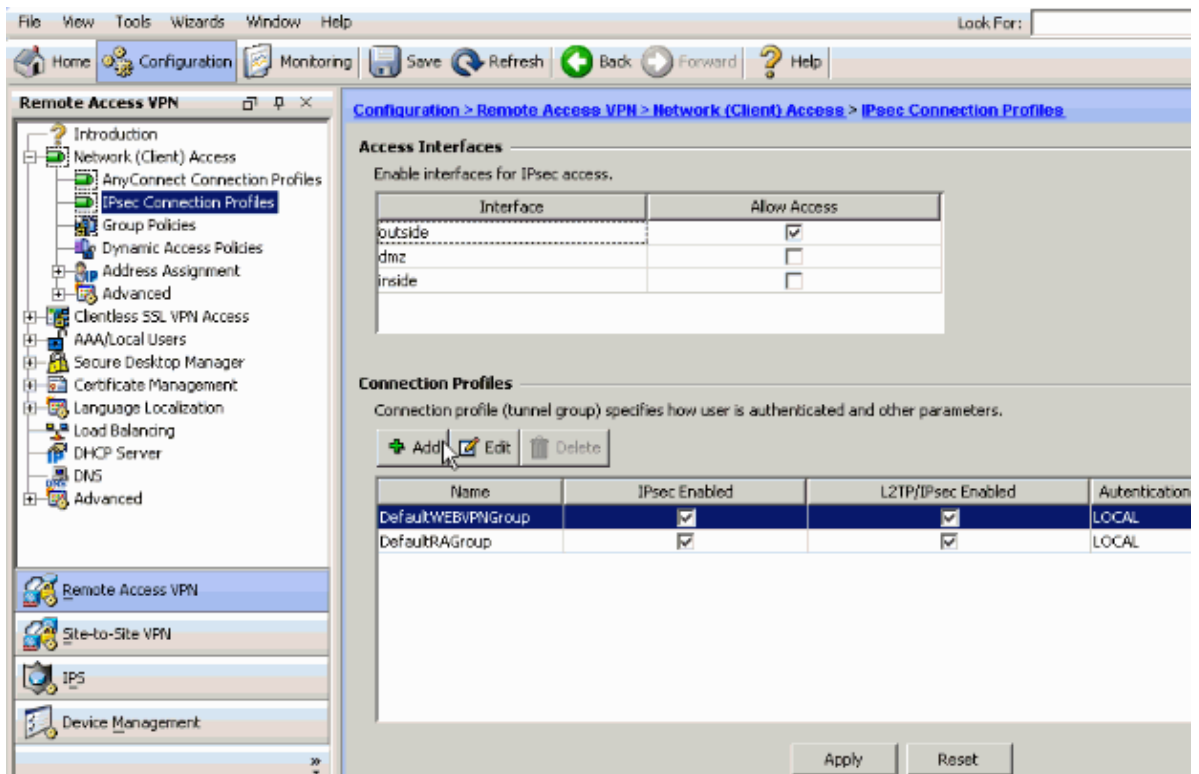 File View Tools Wizards Window Help
Look For:
Home Configuration Monitoring Save Refresh Back Forward Help
Remote Access VPN
Introduction
Network (Client) Access
AnyConnect Connection Profiles
IPsec Connection Profiles
Group Policies
Dynamic Access Policies
Address Assignment
Advanced
Clientless SSL VPN Access
AAA/Local Users
Secure Desktop Manager
Certificate Management
Language Localization
Load Balancing
DHCP Server
DNS
Advanced
Remote Access VPN
Site-to-Site VPN
IPS
Device Management
Configuration > Remote Access VPN > Network (Client) Access > IPsec Connection Profiles
Access Interfaces
Enable interfaces for IPsec access.
Interface Allow Access
outside
dmz
inside
Connection Profiles
Connection profile (tunnel group) specifies how user is authenticated and other parameters.
Add Edit Delete
Name IPsec Enabled L2TP/IPsec Enabled Autentication
DefaultWEBVPNGroup LOCAL
DefaultRAGroup LOCAL
Apply Reset